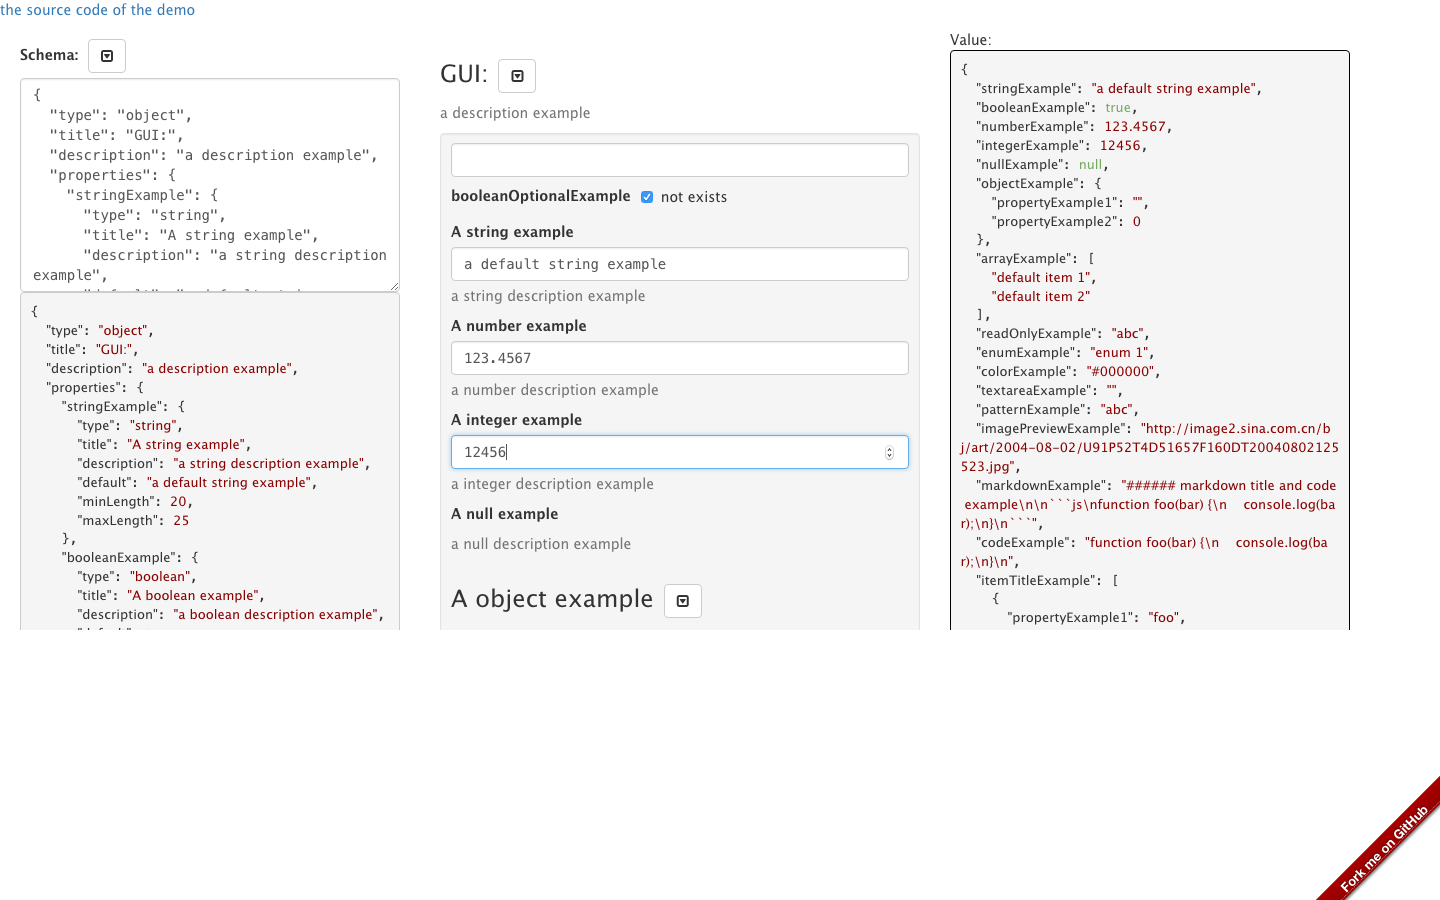 the source code of the demo
Schema:
{
  "type": "object",
  "title": "GUI:",
  "description": "a description example",
  "properties": {
    "stringExample": {
      "type": "string",
      "title": "A string example",
      "description": "a string description
example",
{
  "type": "object",
  "title": "GUI:",
  "description": "a description example",
  "properties": {
    "stringExample": {
      "type": "string",
      "title": "A string example",
      "description": "a string description example",
      "default": "a default string example",
      "minLength": 20,
      "maxLength": 25
    },
    "booleanExample": {
      "type": "boolean",
      "title": "A boolean example",
      "description": "a boolean description example",
GUI:
a description example
booleanOptionalExample not exists
A string example
a default string example
a string description example
A number example
123.4567
a number description example
A integer example
12456
a integer description example
A null example
a null description example
A object example
Value:
{
  "stringExample": "a default string example",
  "booleanExample": true,
  "numberExample": 123.4567,
  "integerExample": 12456,
  "nullExample": null,
  "objectExample": {
    "propertyExample1": "",
    "propertyExample2": 0
  },
  "arrayExample": [
    "default item 1",
    "default item 2"
  ],
  "readOnlyExample": "abc",
  "enumExample": "enum 1",
  "colorExample": "#000000",
  "textareaExample": "",
  "patternExample": "abc",
  "imagePreviewExample": "http://image2.sina.com.cn/b
j/art/2004-08-02/U91P52T4D51657F160DT20040802125
523.jpg",
  "markdownExample": "###### markdown title and code
 example\n\n```js\nfunction foo(bar) {\n    console.log(ba
r);\n}\n```",
  "codeExample": "function foo(bar) {\n    console.log(ba
r);\n}\n",
  "itemTitleExample": [
    {
      "propertyExample1": "foo",
Fork me on GitHub